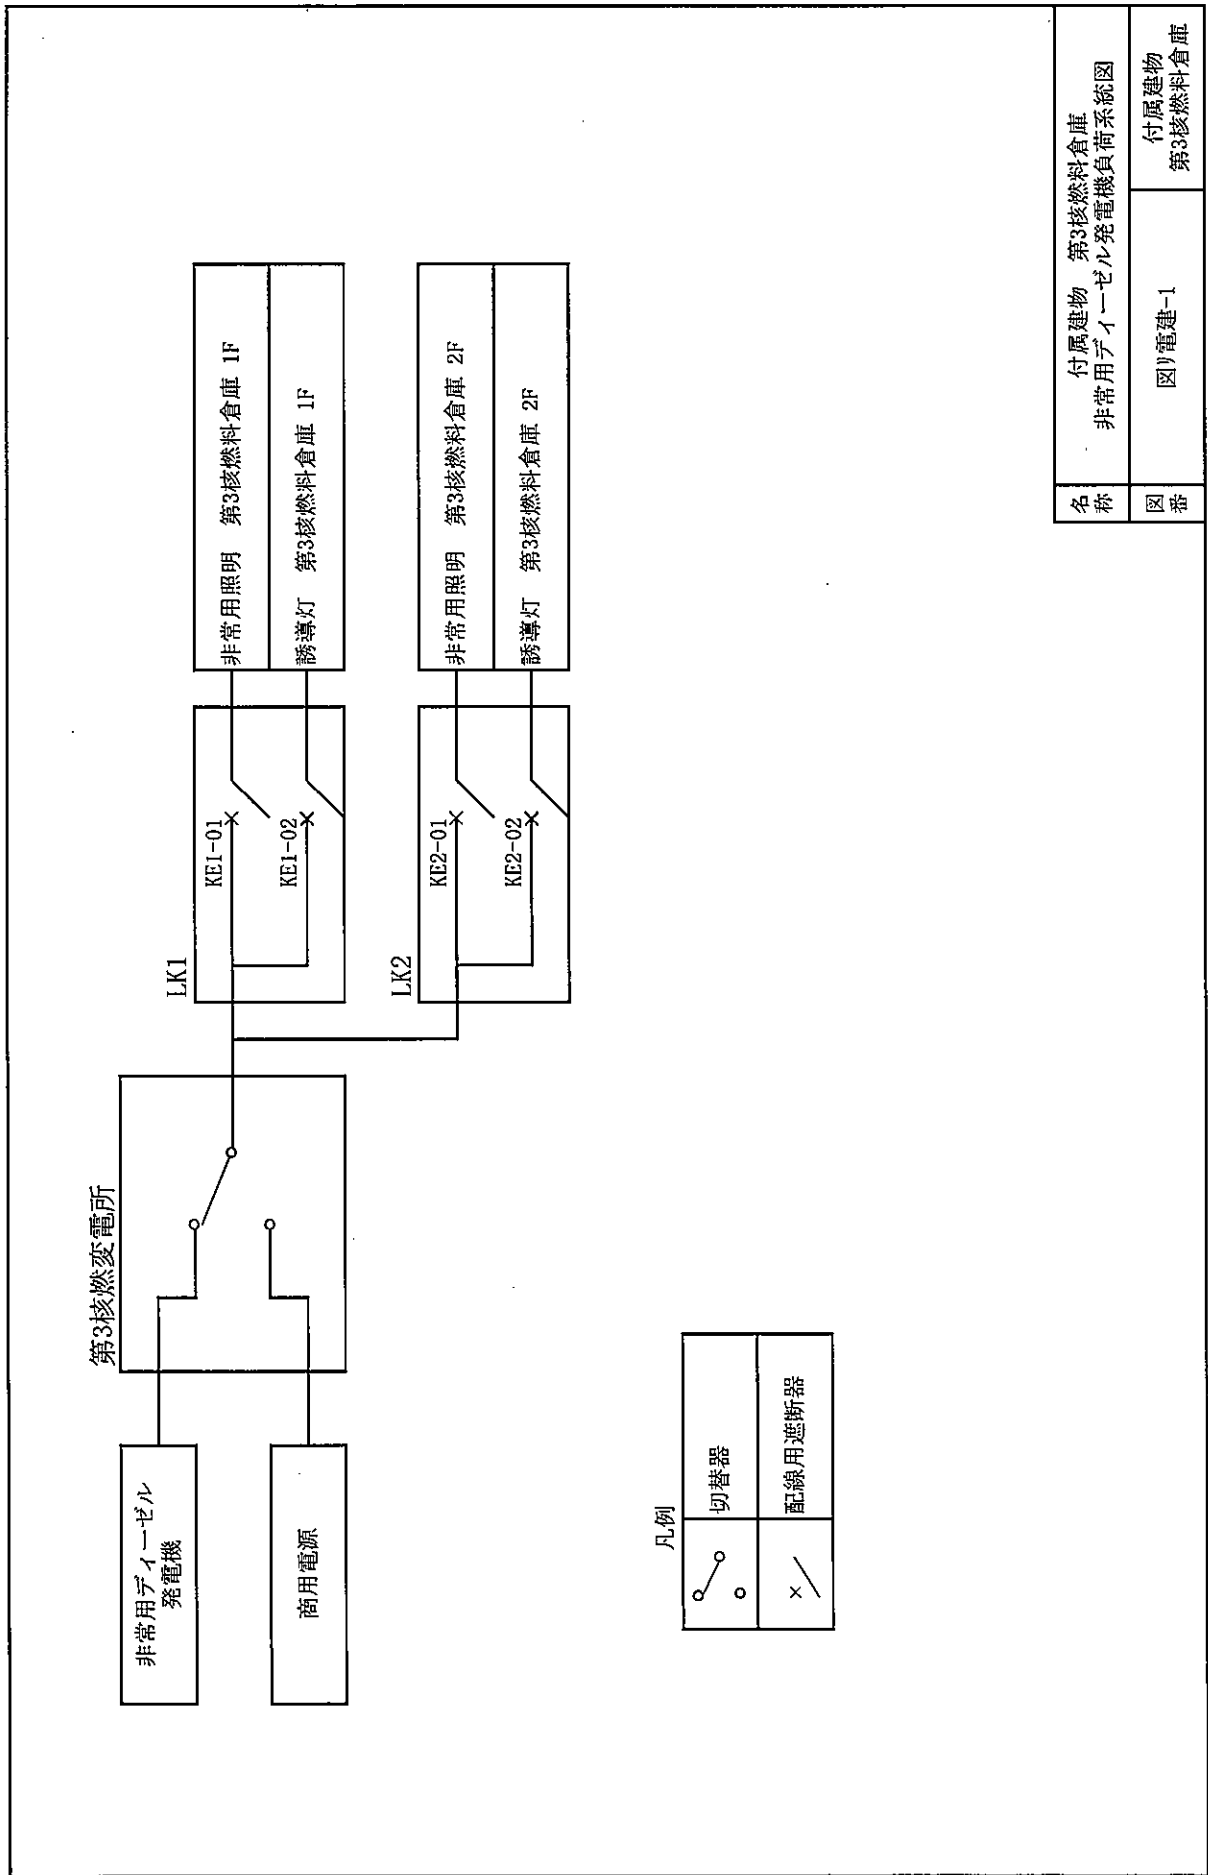 第3核燃変電所
非常用ディーゼル
発電機
商用電源
LK1
KE1-01
KE1-02
非常用照明　第3核燃料倉庫 1F
誘導灯　第3核燃料倉庫 1F
LK2
KE2-01
KE2-02
非常用照明　第3核燃料倉庫 2F
誘導灯　第3核燃料倉庫 2F
凡例
切替器
配線用遮断器
名称
付属建物　第3核燃料倉庫
非常用ディーゼル発電機負荷系統図
図番
図リ電建-1
付属建物
第3核燃料倉庫